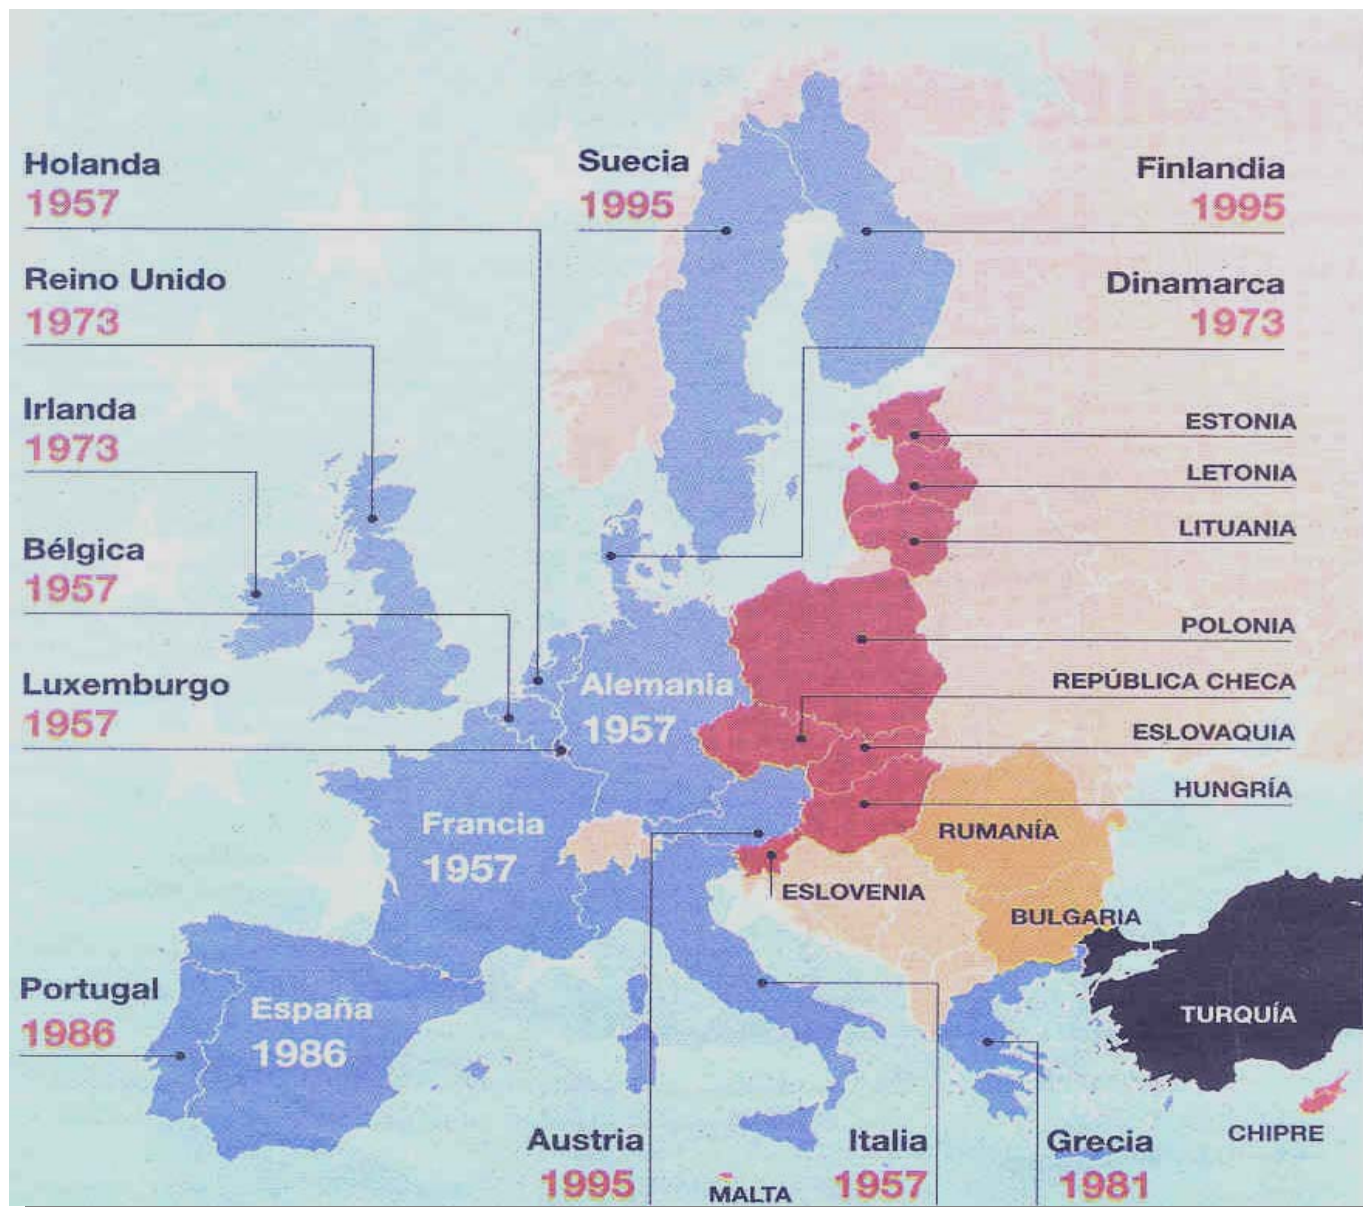 Holanda
1957
Reino Unido
1973
Irlanda
1973
Bélgica
1957
Luxemburgo
1957
Portugal
1986
Suecia
1995
Finlandia
1995
Dinamarca
1973
ESTONIA
LETONIA
LITUANIA
POLONIA
REPÚBLICA CHECA
ESLOVAQUIA
HUNGRÍA
Alemania
1957
Francia
1957
España
1986
RUMANÍA
ESLOVENIA
BULGARIA
TURQUÍA
CHIPRE
Austria
1995
MALTA
Italia
1957
Grecia
1981